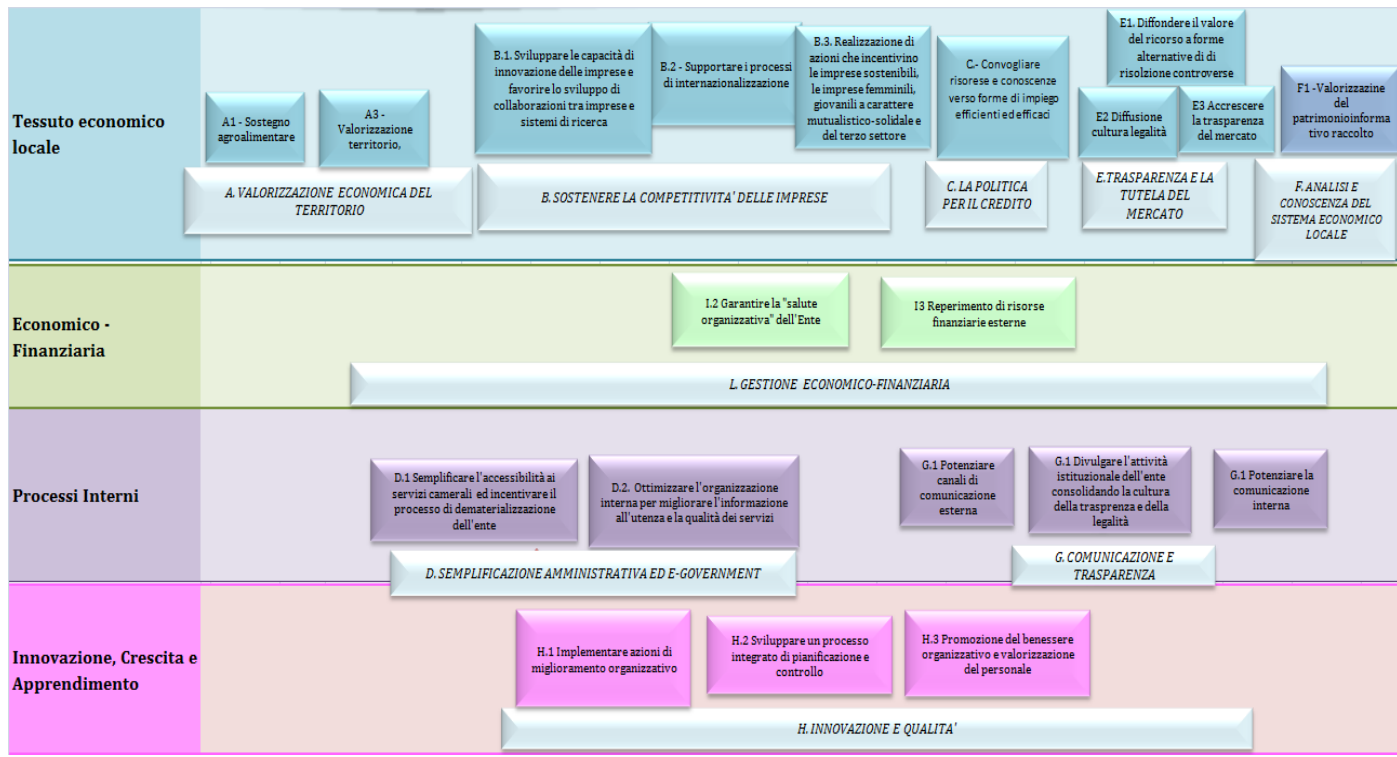 Tessuto economico
locale
A1 - Sostegno
agroalimentare
A3 -
Valorizzazione
territorio,
B.1. Sviluppare le capacità di
innovazione delle imprese e
favorire lo sviluppo di
collaborazioni tra imprese e
sistemi di ricerca
B.2 - Supportare i processi
di internazionalizzazione
B.3. Realizzazione di
azioni che incentivino
le imprese sostenibili,
le imprese femminili,
giovanili a carattere
mutualistico-solidale e
del terzo settore
C.- Convogliare
risorese e conoscenze
verso forme di impiego
efficienti ed efficaci
E1. Diffondere il valore
del ricorso a forme
alternative di di
risolzione controverse
E2 Diffusione
cultura legalità
E3 Accrescere
la trasparenza
del mercato
F1 -Valorizzazine
del
patrimonioinforma
tivo raccolto
A. VALORIZZAZIONE ECONOMICA DEL
TERRITORIO
B. SOSTENERE LA COMPETITIVITA' DELLE IMPRESE
C. LA POLITICA
PER IL CREDITO
E.TRASPARENZA E LA
TUTELA DEL
MERCATO
F. ANALISI E
CONOSCENZA DEL
SISTEMA ECONOMICO
LOCALE
Economico -
Finanziaria
I.2 Garantire la "salute
organizzativa" dell'Ente
I3 Reperimento di risorse
finanziarie esterne
L. GESTIONE ECONOMICO-FINANZIARIA
Processi Interni
D.1 Semplificare l'accessibilità ai
servizi camerali ed incentivare il
processo di dematerializzazione
dell'ente
D.2. Ottimizzare l'organizzazione
interna per migliorare l'informazione
all'utenza e la qualità dei servizi
G.1 Potenziare
canali di
comunicazione
esterna
G.1 Divulgare l'attività
istituzionale dell'ente
consolidando la cultura
della trasprenza e della
legalità
G.1 Potenziare la
comunicazione
interna
D. SEMPLIFICAZIONE AMMINISTRATIVA ED E-GOVERNMENT
G. COMUNICAZIONE E
TRASPARENZA
Innovazione, Crescita e
Apprendimento
H.1 Implementare azioni di
miglioramento organizzativo
H.2 Sviluppare un processo
integrato di pianificazione e
controllo
H.3 Promozione del benessere
organizzativo e valorizzazione
del personale
H. INNOVAZIONE E QUALITA'